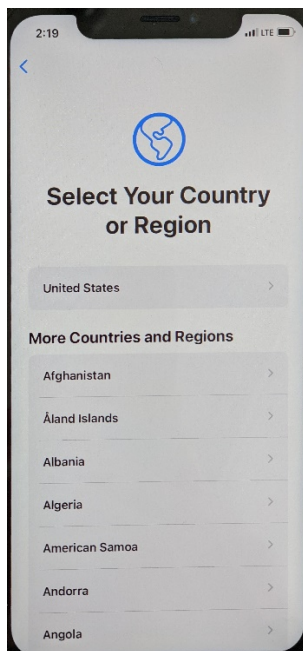 2:19
LTE
Select Your Country
or Region
United States
More Countries and Regions
Afghanistan
Åland Islands
Albania
Algeria
American Samoa
Andorra
Angola